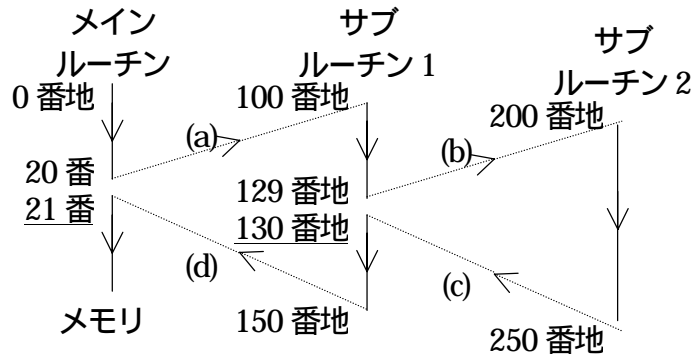 メイン
ルーチン
サブ
ルーチン 1
サブ
ルーチン 2
0 番地
100 番地
200 番地
(a)
(b)
20 番
21 番
129 番地
130 番地
(d)
(c)
メモリ
150 番地
250 番地